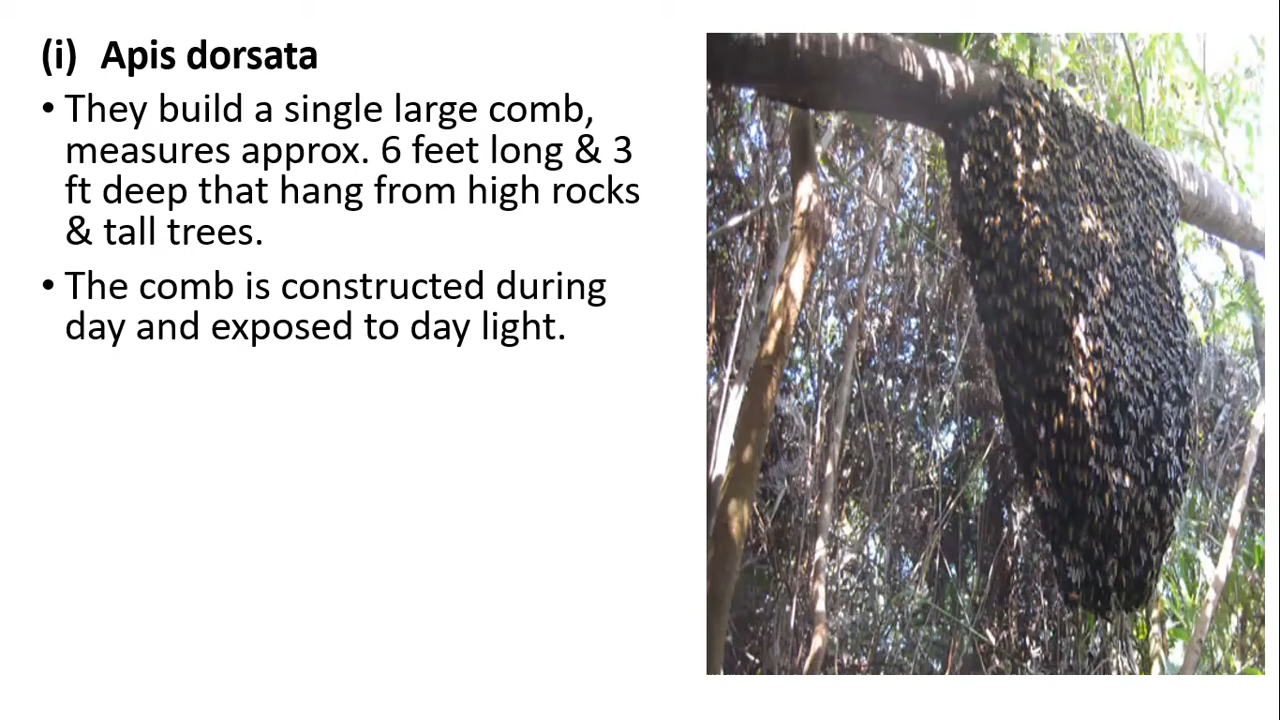 (i) Apis dorsata
• They build a single large comb,
measures approx. 6 feet long & 3
ft deep that hang from high rocks
& tall trees.
• The comb is constructed during
day and exposed to day light.